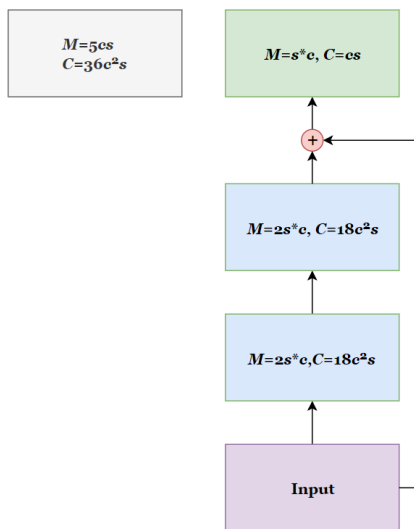 M=5cs
C=36c²s
M=s*c, C=cs
+
M=2s*c, C=18c²s
M=2s*c,C=18c²s
Input